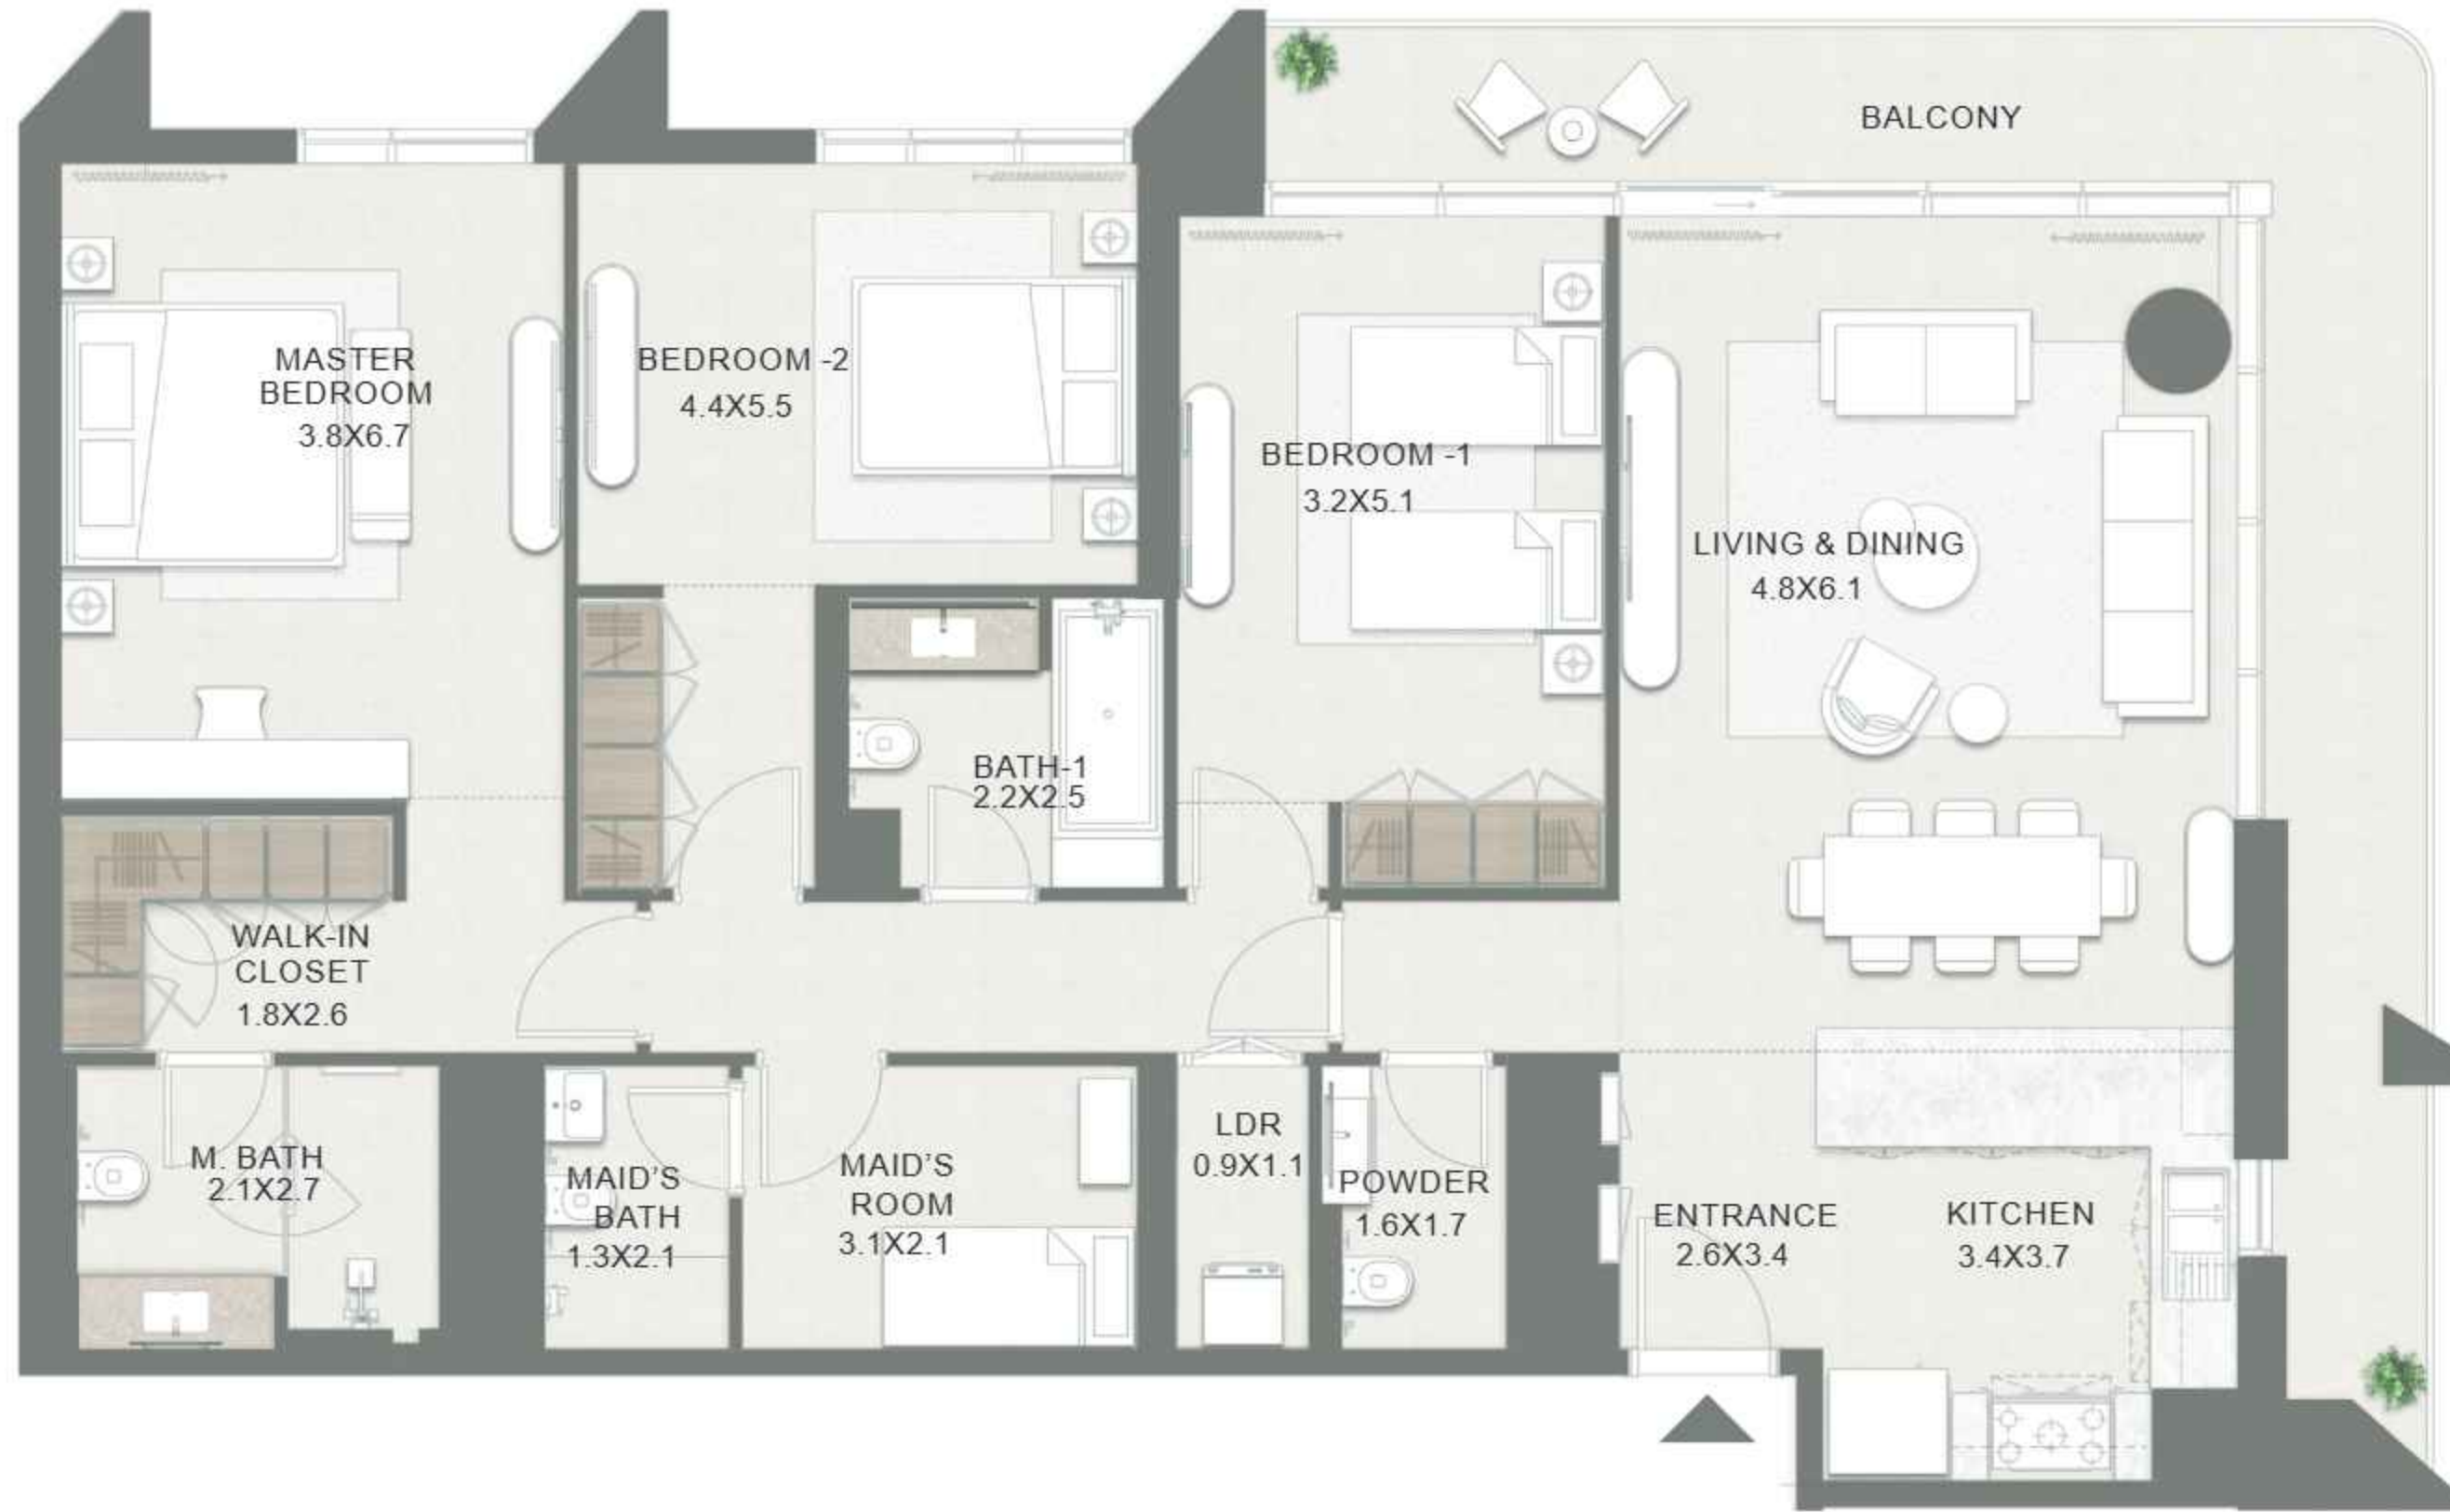 BALCONY
MASTER
BEDROOM
3.8X6.7
BEDROOM -2
4.4X5.5
BEDROOM -1
3.2X5.1
LIVING & DINING
4.8X6.1
BATH-1
2.2X2.5
WALK-IN
CLOSET
1.8X2.6
M. BATH
2.1X2.7
MAID'S
BATH
1.3X2.1
MAID'S
ROOM
3.1X2.1
LDR
0.9X1.1
POWDER
1.6X1.7
ENTRANCE
2.6X3.4
KITCHEN
3.4X3.7